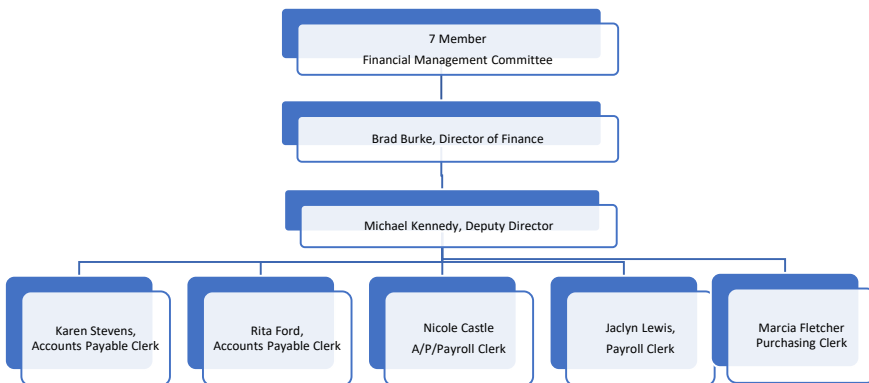 7 Member
Financial Management Committee
Brad Burke, Director of Finance
Michael Kennedy, Deputy Director
Karen Stevens,
Accounts Payable Clerk
Rita Ford,
Accounts Payable Clerk
Nicole Castle
A/P/Payroll Clerk
Jaclyn Lewis,
Payroll Clerk
Marcia Fletcher
Purchasing Clerk